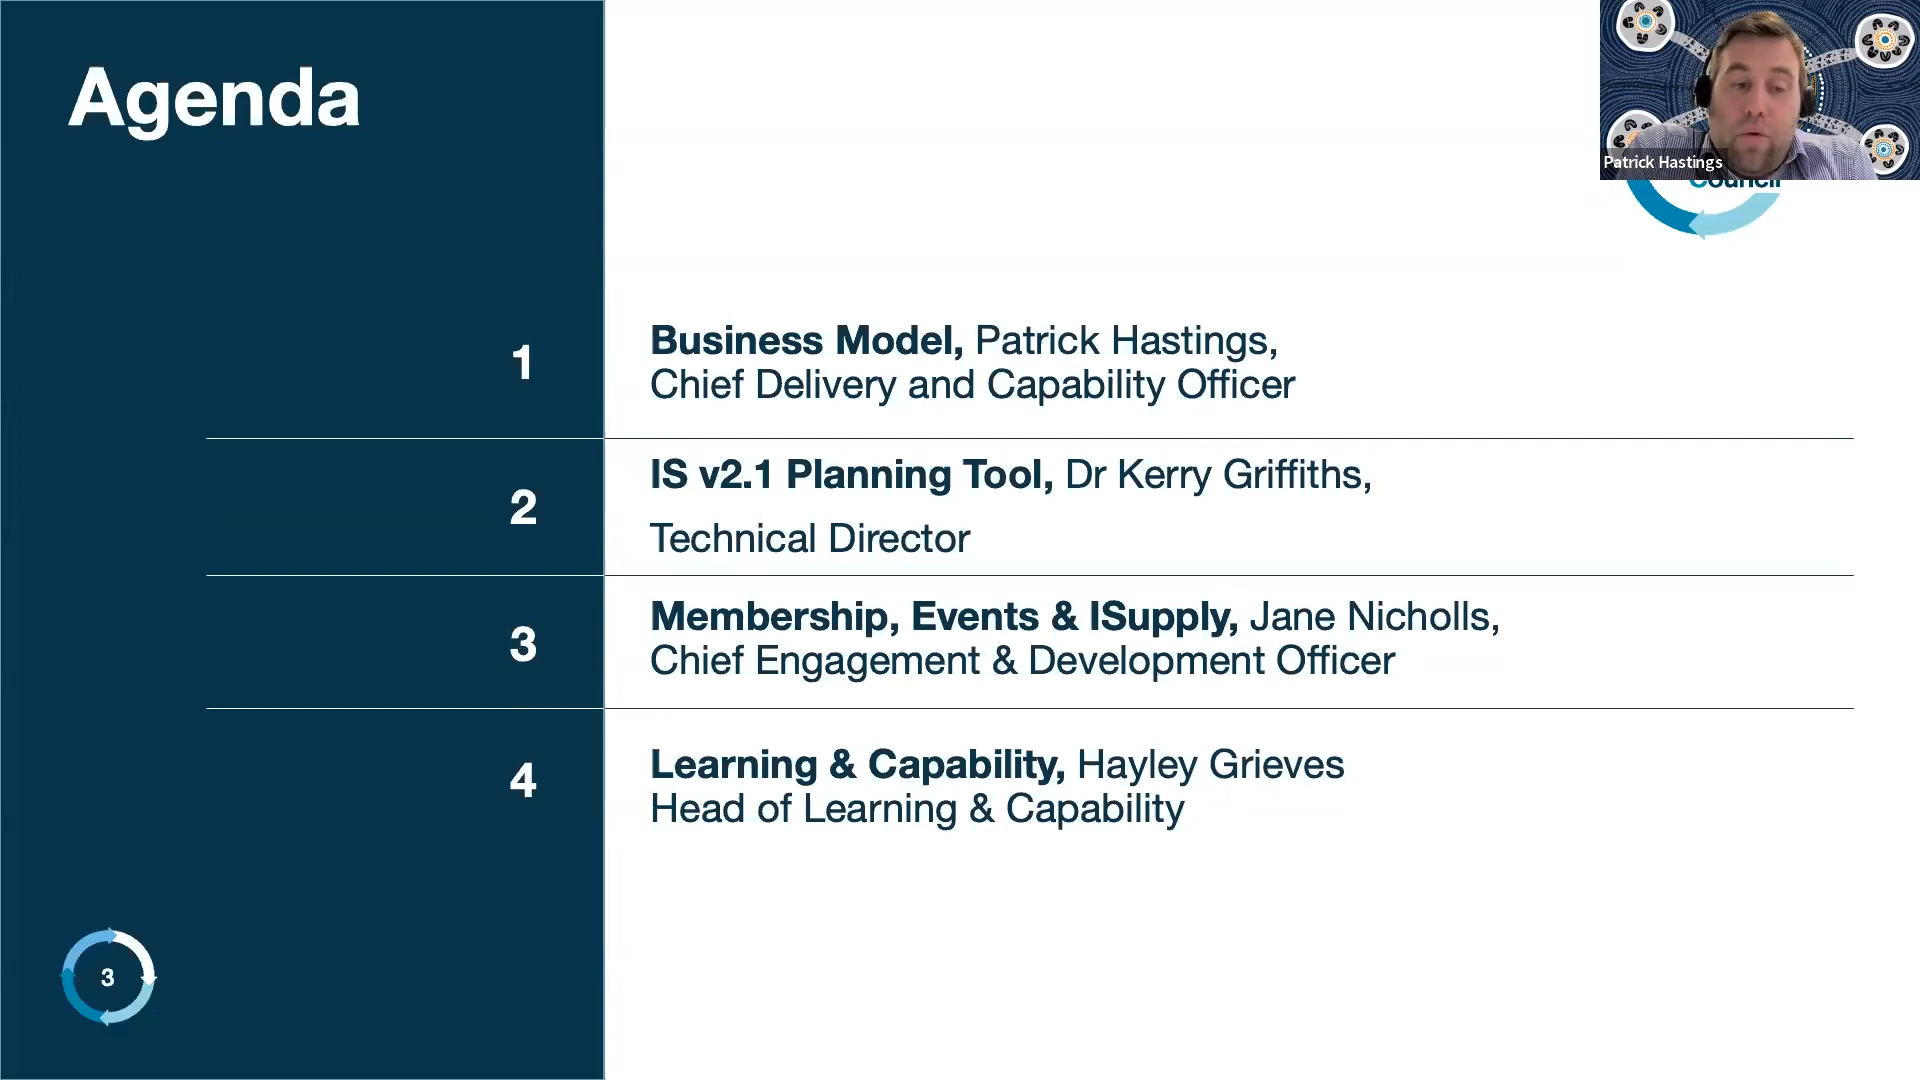 Agenda
Patrick Hastings
Council
1
Business Model, Patrick Hastings,
Chief Delivery and Capability Officer
2
IS v2.1 Planning Tool, Dr Kerry Griffiths,
Technical Director
3
Membership, Events & ISupply, Jane Nicholls,
Chief Engagement & Development Officer
4
Learning & Capability, Hayley Grieves
Head of Learning & Capability
3